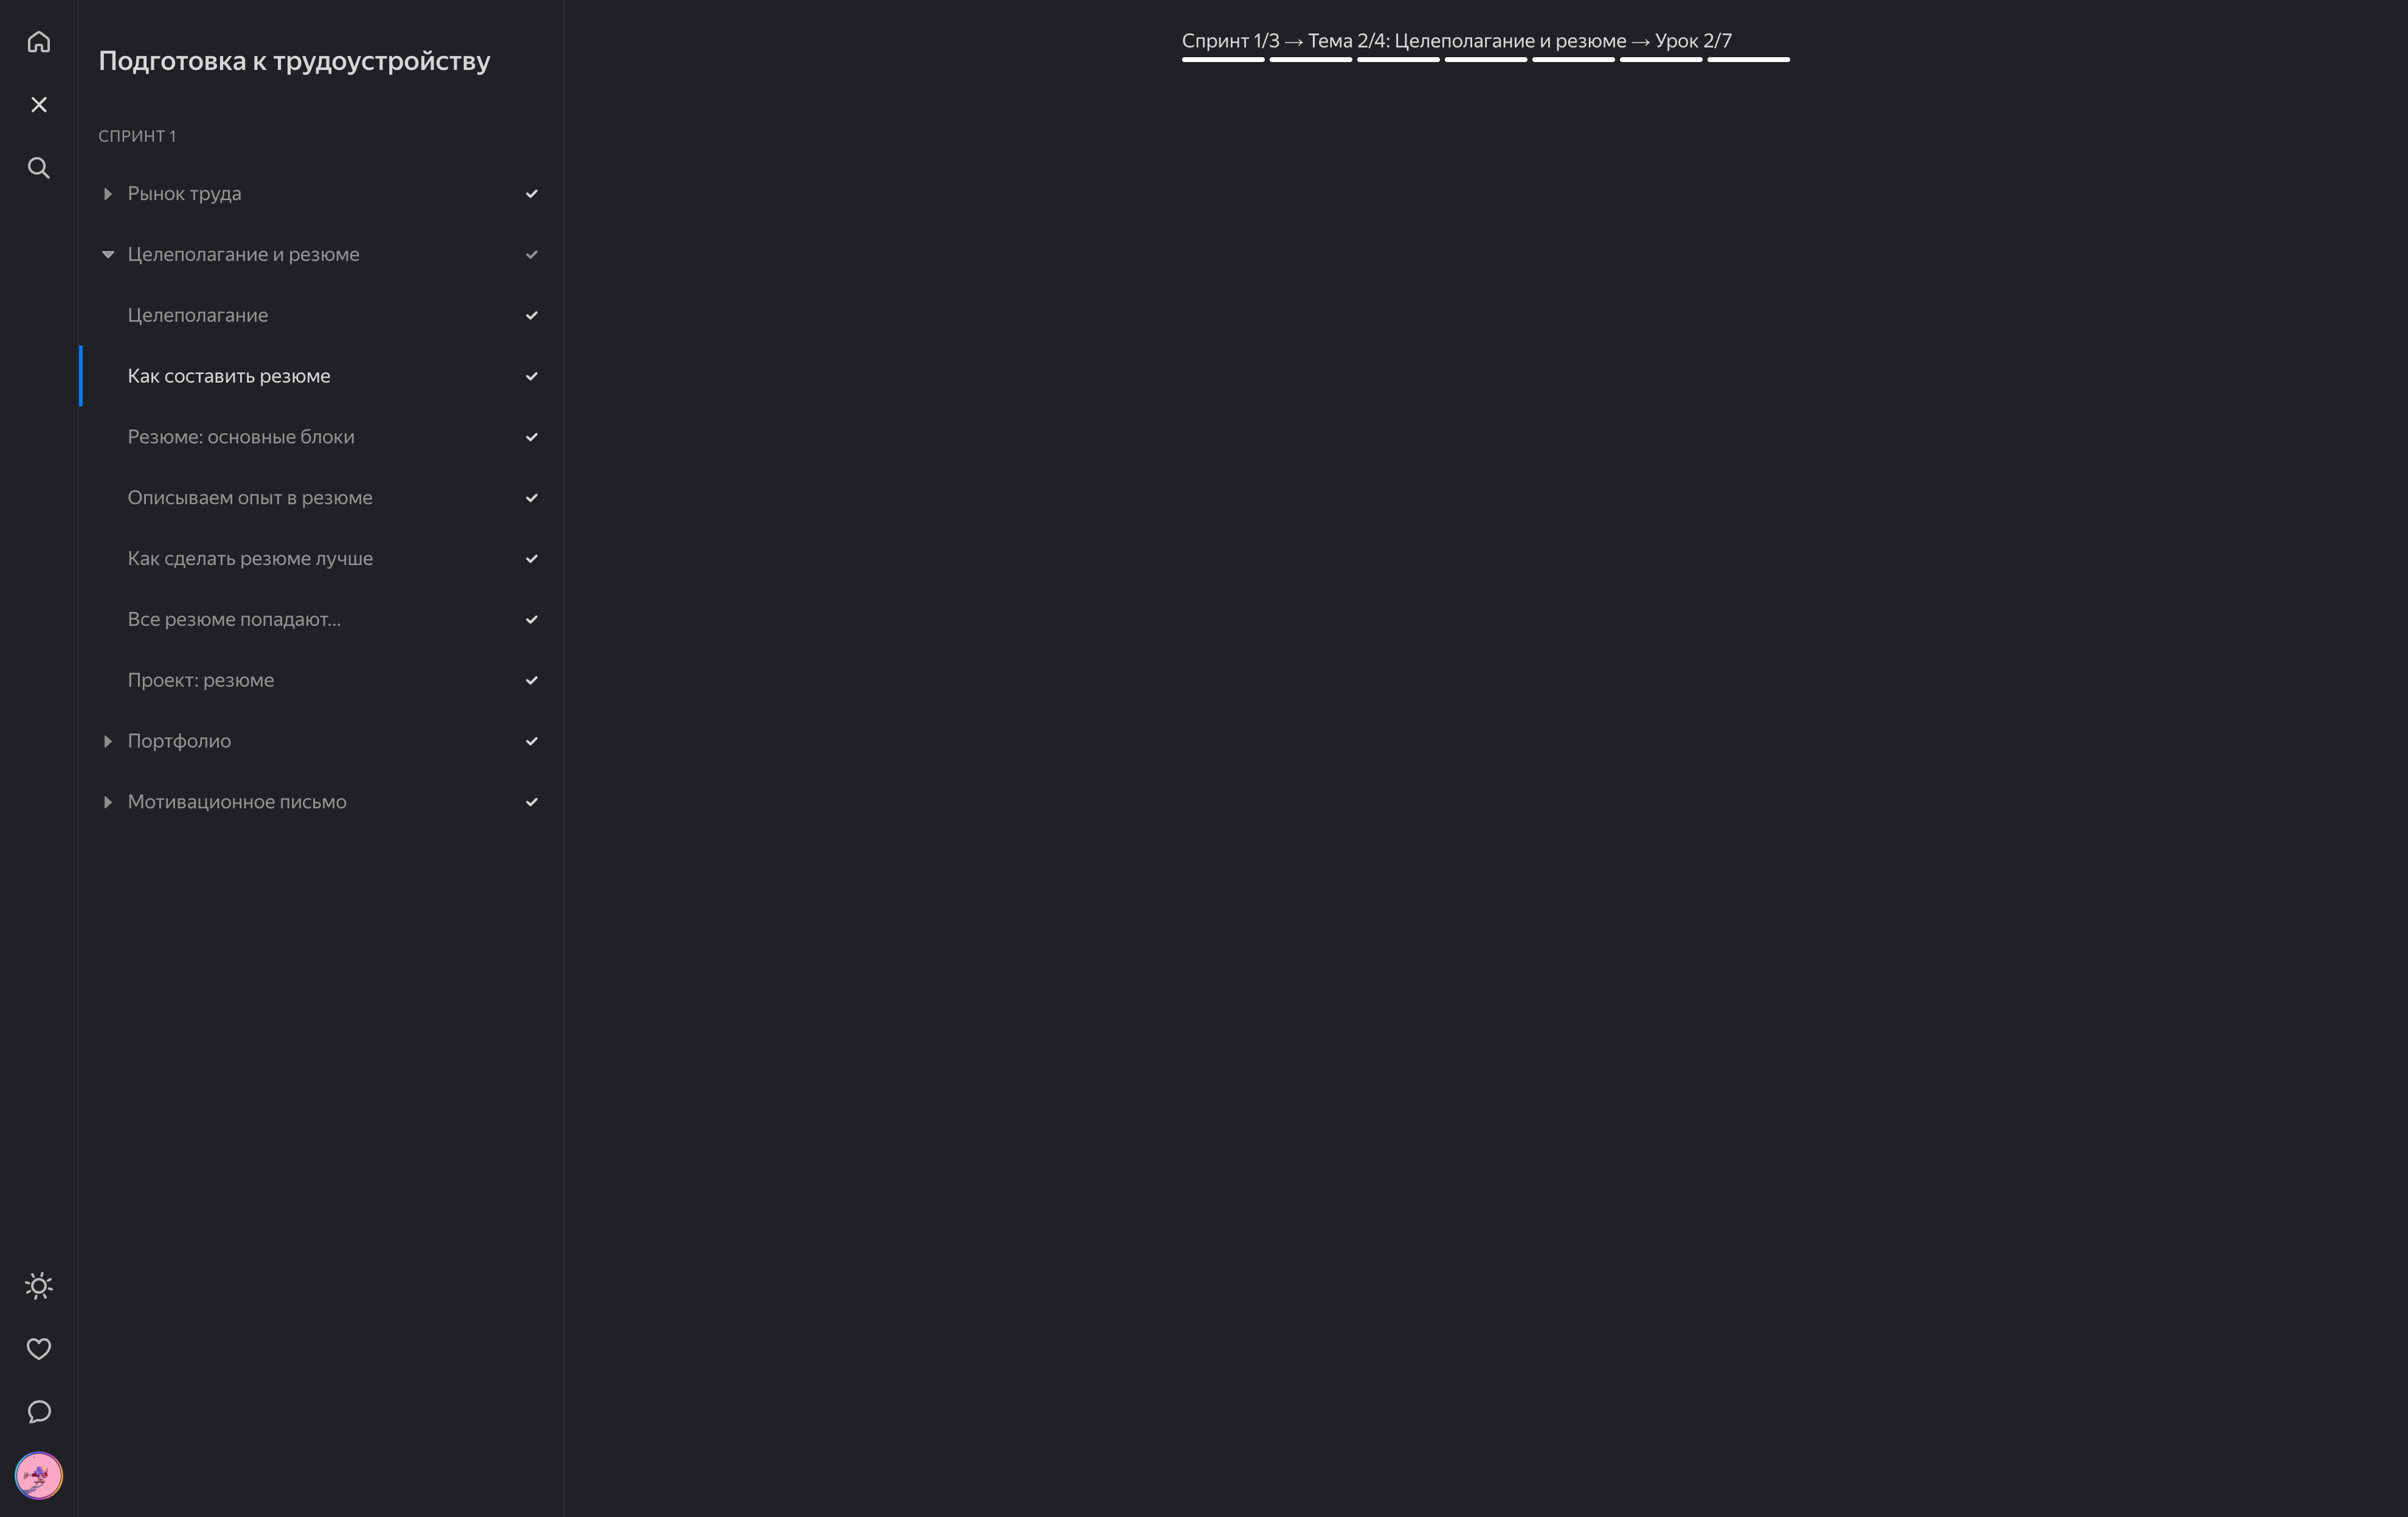 Подготовка к трудоустройству
СПРИНТ 1
Рынок труда
Целеполагание и резюме
Целеполагание
Как составить резюме
Резюме: основные блоки
Описываем опыт в резюме
Как сделать резюме лучше
Все резюме попадают...
Проект: резюме
Портфолио
Мотивационное письмо
Спринт 1/3 → Тема 2/4: Целеполагание и резюме → Урок 2/7